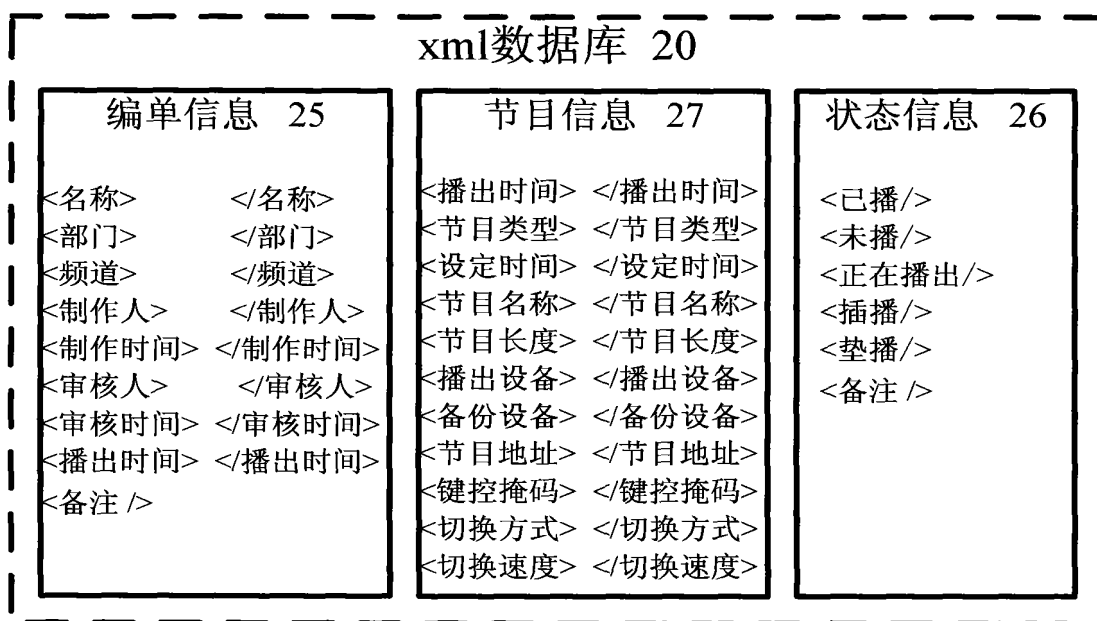 xml数据库 20
编单信息 25
<名称> </名称>
<部门> </部门>
<频道> </频道>
<制作人> </制作人>
<制作时间> </制作时间>
<审核人> </审核人>
<审核时间> </审核时间>
<播出时间> </播出时间>
<备注 />
节目信息 27
<播出时间> </播出时间>
<节目类型> </节目类型>
<设定时间> </设定时间>
<节目名称> </节目名称>
<节目长度> </节目长度>
<播出设备> </播出设备>
<备份设备> </备份设备>
<节目地址> </节目地址>
<键控掩码> </键控掩码>
<切换方式> </切换方式>
<切换速度> </切换速度>
状态信息 26
<已播/>
<未播/>
<正在播出/>
<插播/>
<垫播/>
<备注 />